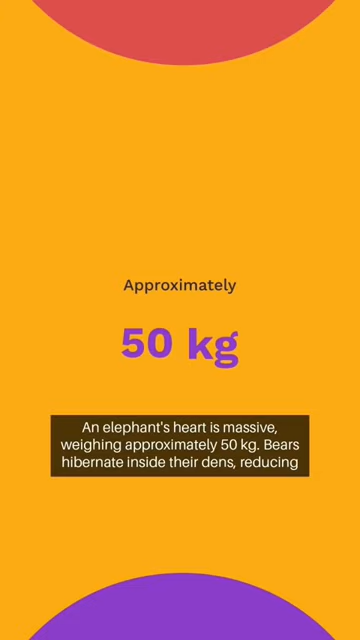 Approximately
50 kg
An elephant's heart is massive,
weighing approximately 50 kg. Bears
hibernate inside their dens, reducing